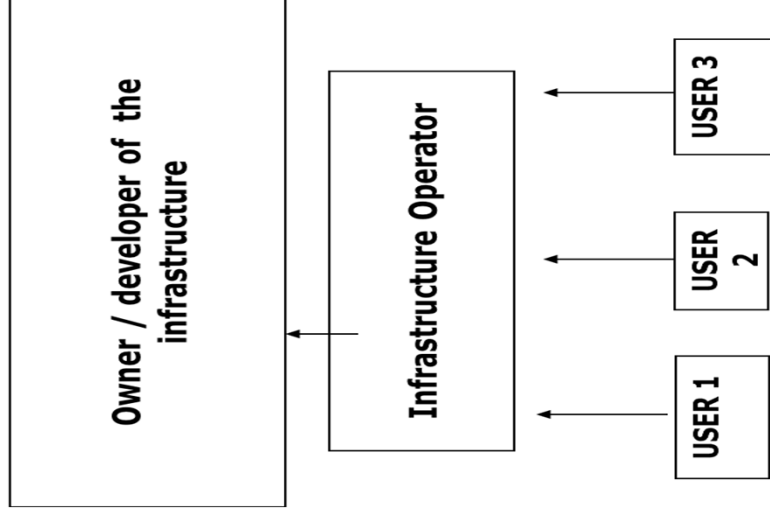 Owner / developer of the
infrastructure
Infrastructure Operator
USER 1
USER
2
USER 3